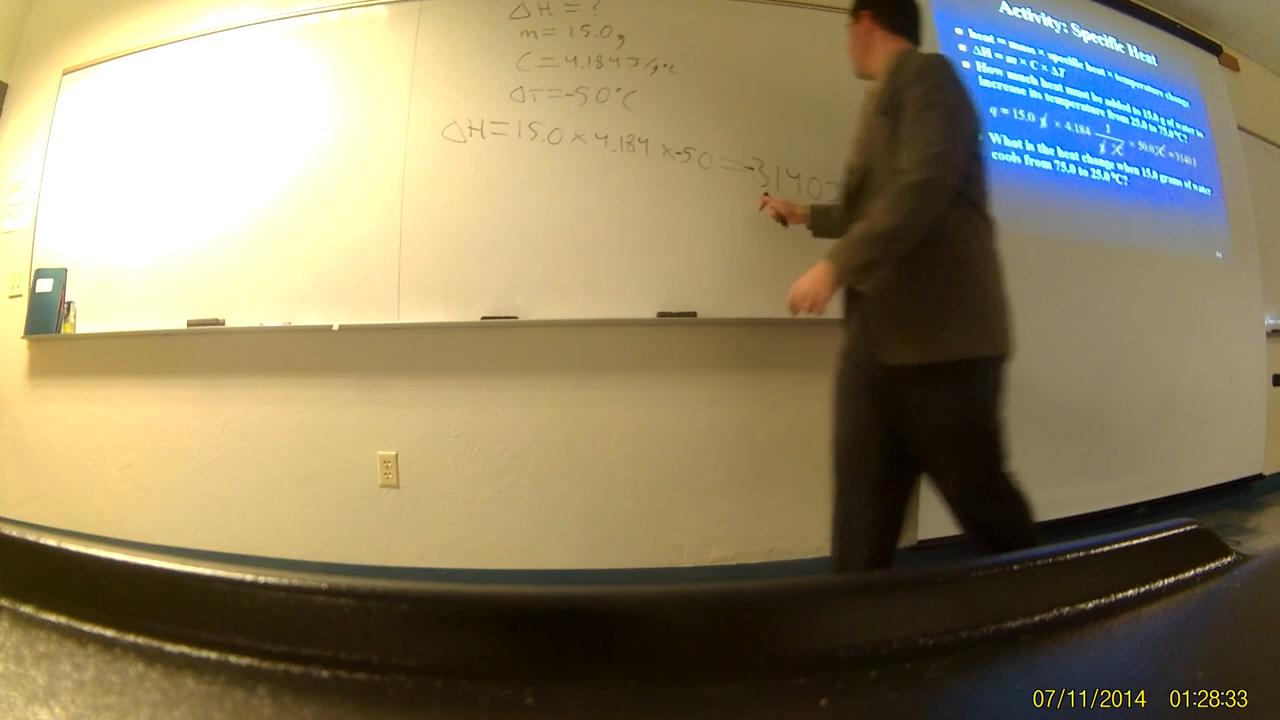 ΔH = ?
m = 15.0g
C = 4.184 J/g°C
ΔT = -50°C
ΔH = 15.0 × 4.184 × -50 = -3140J
Activity: Specific Heat
heat = mass × specific heat × temperature change
ΔH = m × C × ΔT
How much heat must be added to 15.0 g of water to
increase its temperature from 25.0 to 75.0 °C?
q = 15.0 g × 4.184 J / g °C × 50.0 °C = 3140 J
What is the heat change when 15.0 grams of water
cools from 75.0 to 25.0 °C?
07/11/2014 01:28:33